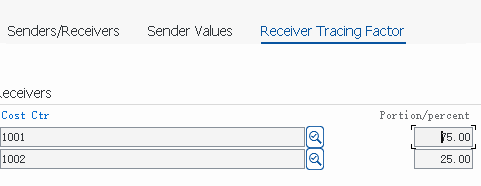 Senders/Receivers Sender Values Receiver Tracing Factor
eceivers
Cost Ctr Portion/percent
1001 75.00
1002 25.00